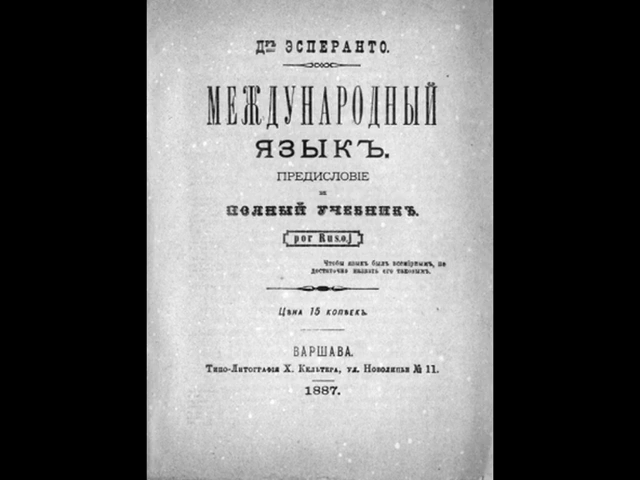 Дръ ЭСПЕРАНТО.
МЕЖДУНАРОДНЫЙ
ЯЗЫКЪ.
ПРЕДИСЛОВІЕ
И
ПОЛНЫЙ УЧЕБНИКЪ.
por Rusoj
Чтобы языкъ былъ всемірнымъ, не
достаточно назвать его таковымъ.
Цѣна 15 копѣекъ.
ВАРШАВА.
Типо-Литографія Х. Кельтера, ул. Новолипье № 11.
1887.